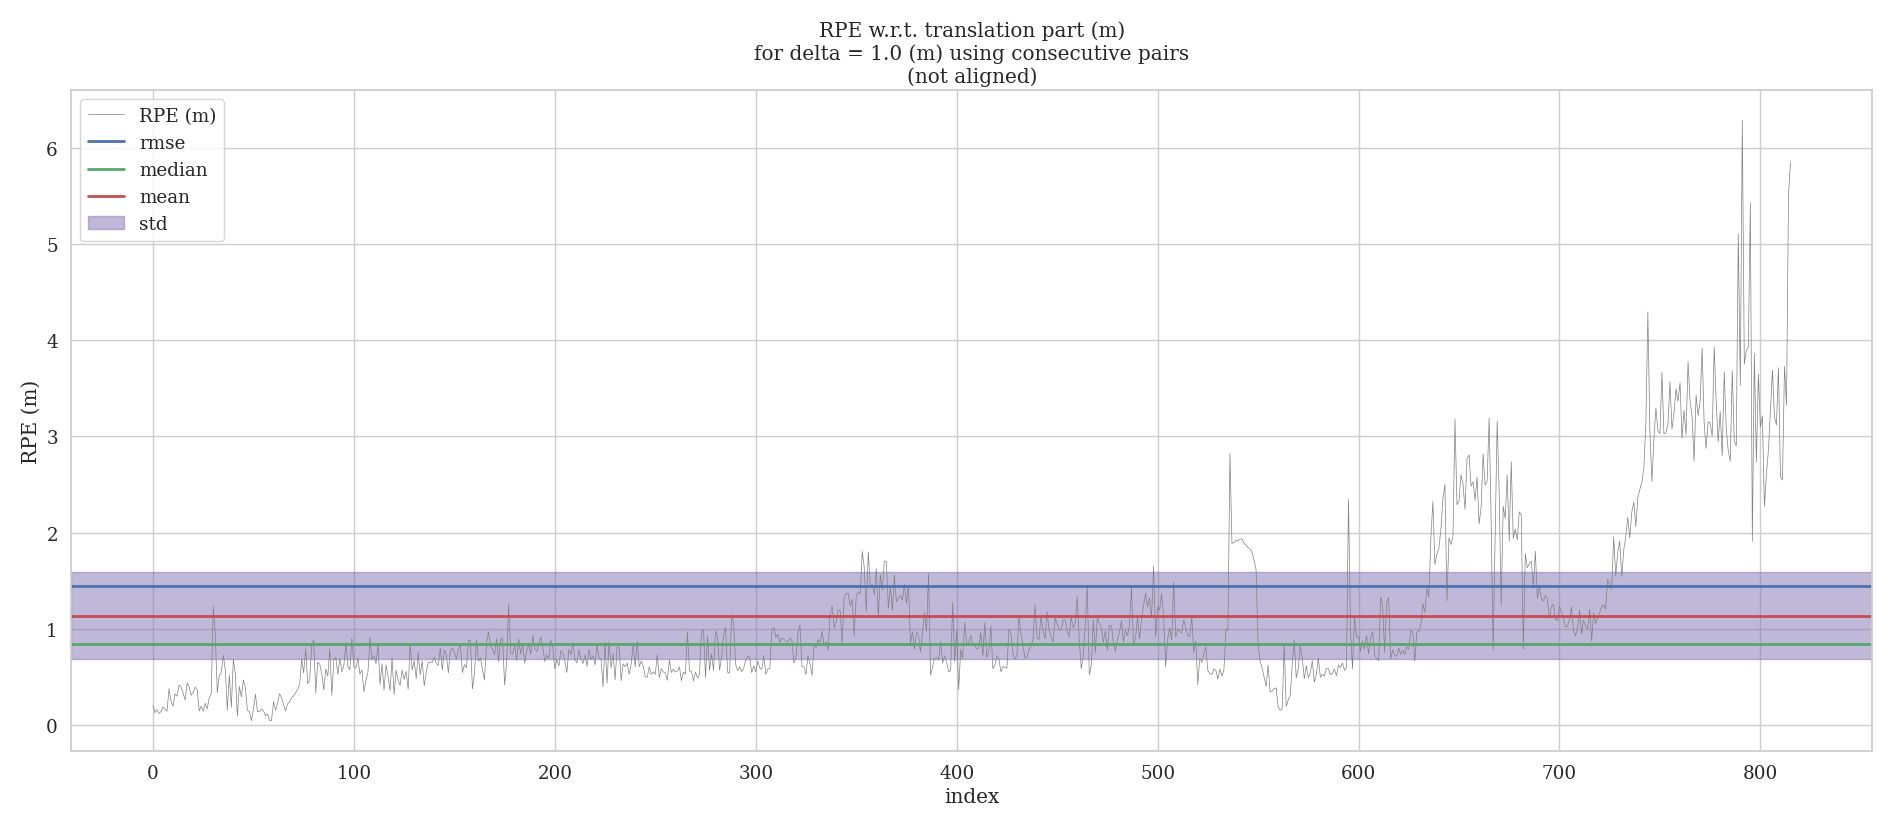 RPE w.r.t. translation part (m)
for delta = 1.0 (m) using consecutive pairs
(not aligned)
RPE (m)
rmse
median
mean
std
RPE (m)
6
5
4
3
2
1
0
0 100 200 300 400 500 600 700 800
index